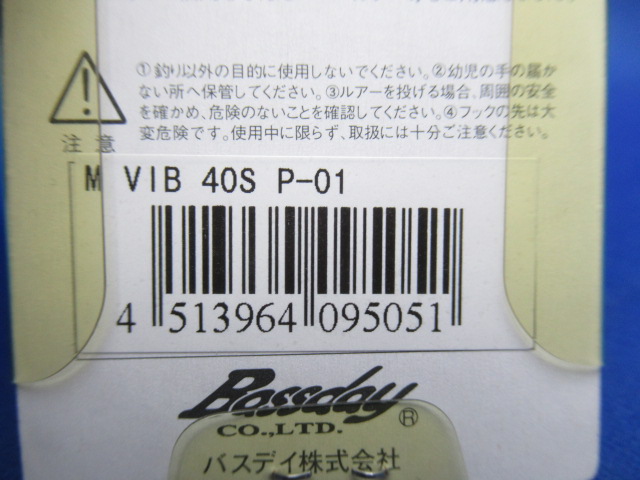 ①釣り以外の目的に使用しないでください。②幼児の手の届か
ない所へ保管してください。③ルアーを投げる場合、周囲の安全
を確かめ、危険のないことを確認してください。④フックの先は大
変危険です。使用中に限らず、取扱には十分ご注意ください。
注意
M VIB 40S P-01
4 513964 095051
Bassday ®
CO.,LTD.
バスデイ株式会社